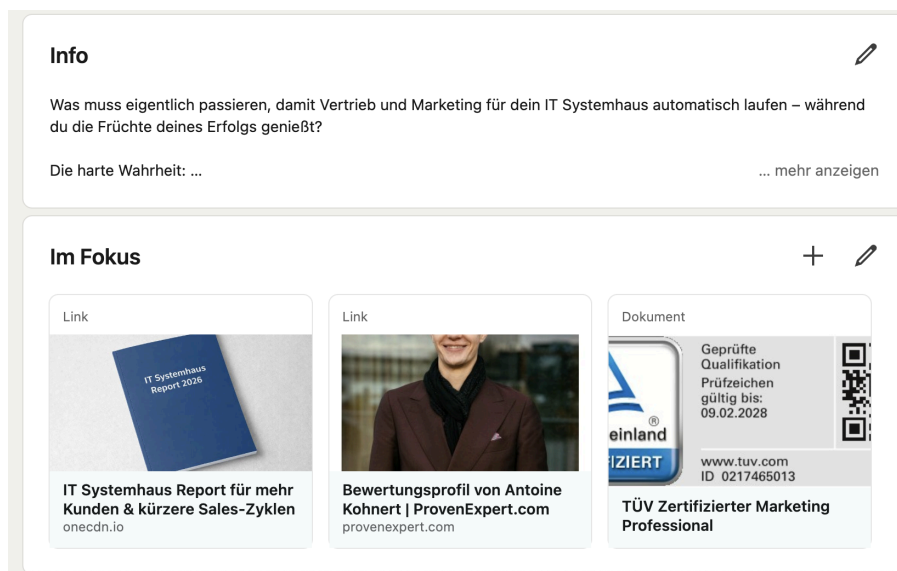 Info
Was muss eigentlich passieren, damit Vertrieb und Marketing für dein IT Systemhaus automatisch laufen – während
du die Früchte deines Erfolgs genießt?
Die harte Wahrheit: ...
... mehr anzeigen
Im Fokus
Link
IT Systemhaus
Report 2026
IT Systemhaus Report für mehr
Kunden & kürzere Sales-Zyklen
onecdn.io
Link
Bewertungsprofil von Antoine
Kohnert | ProvenExpert.com
provenexpert.com
Dokument
einland
IZIERT
®
Geprüfte
Qualifikation
Prüfzeichen
gültig bis:
09.02.2028
www.tuv.com
ID 0217465013
TÜV Zertifizierter Marketing
Professional